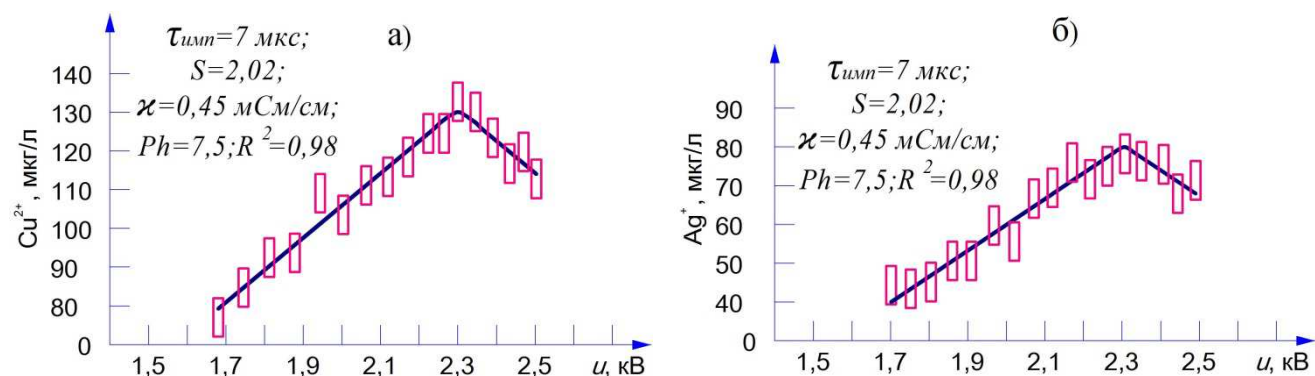 а)
τимп=7 мкс;
S=2,02;
ϰ=0,45 мСм/см;
Ph=7,5;R²=0,98
Cu²⁺, мкг/л
140
130
120
110
100
90
80
0
1,5 1,7 1,9 2,1 2,3 2,5 u, кВ
б)
τимп=7 мкс;
S=2,02;
ϰ=0,45 мСм/см;
Ph=7,5;R²=0,98
Ag⁺, мкг/л
90
80
70
60
50
40
0
1,5 1,7 1,9 2,1 2,3 2,5 u, кВ